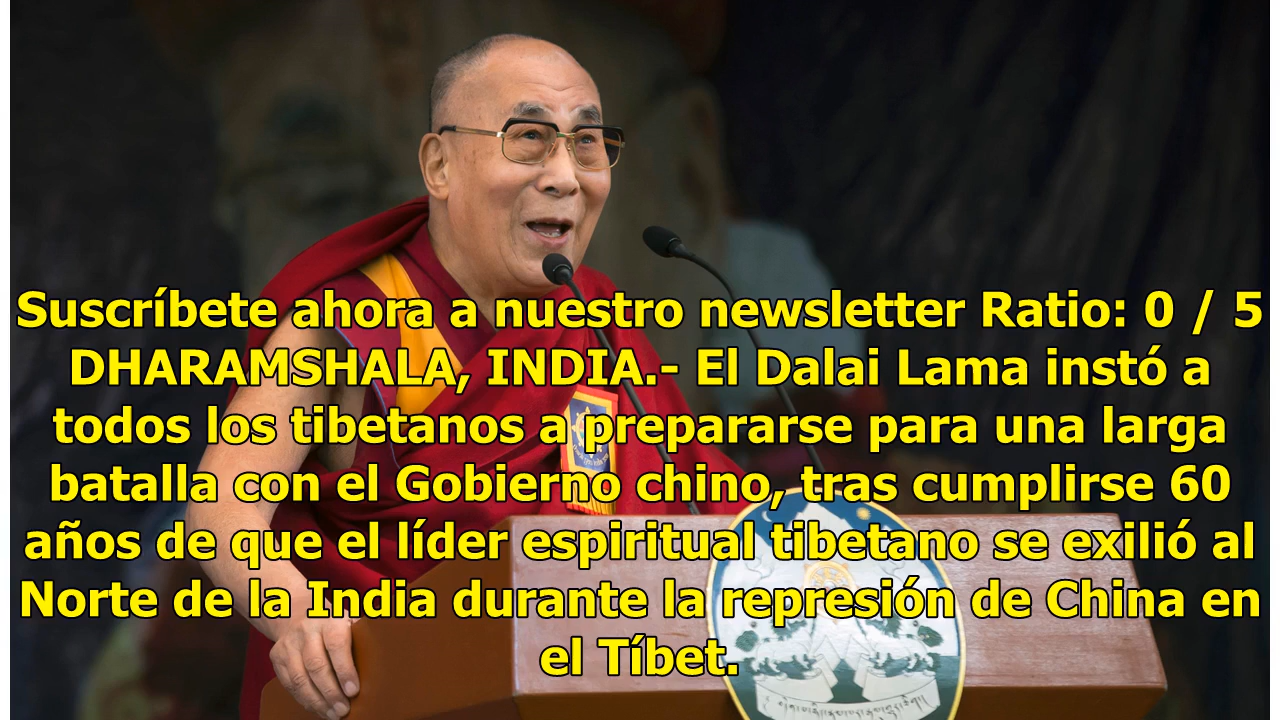 Suscríbete ahora a nuestro newsletter Ratio: 0 / 5
DHARAMSHALA, INDIA.- El Dalai Lama instó a
todos los tibetanos a prepararse para una larga
batalla con el Gobierno chino, tras cumplirse 60
años de que el líder espiritual tibetano se exilió al
Norte de la India durante la represión de China en
el Tíbet.